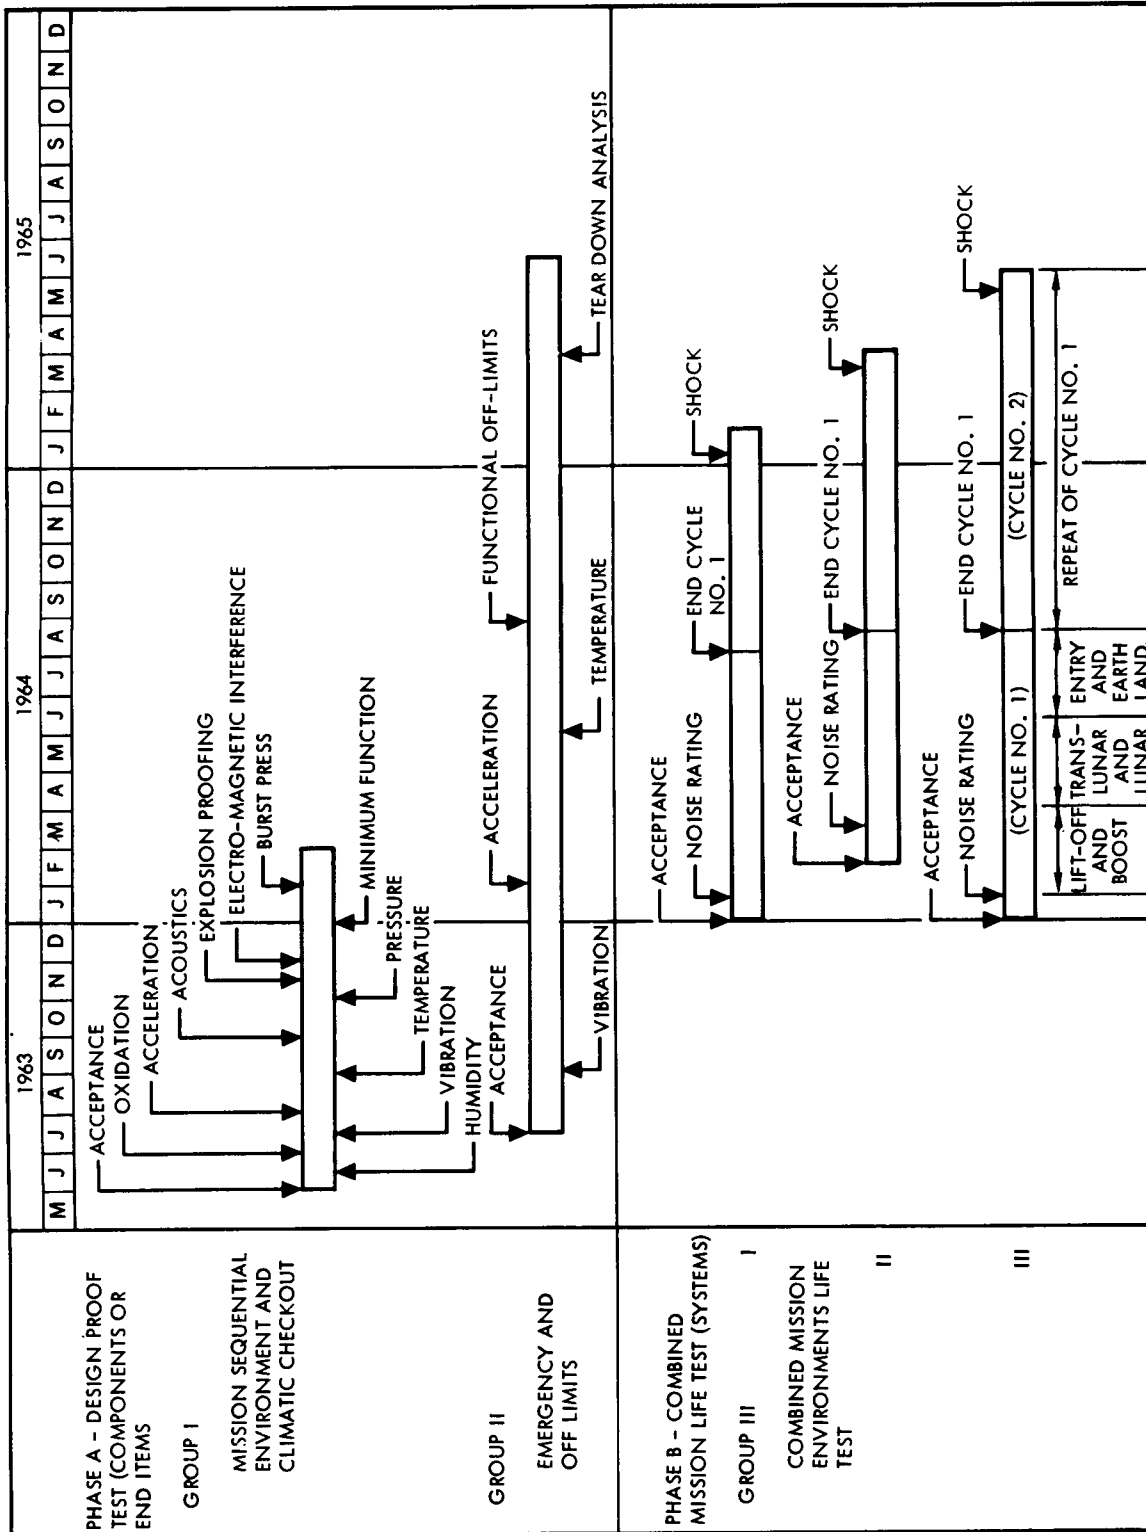 1963
1964
1965
M J J A S O N D J F M A M J J A S O N D J F M A M J J A S O N D
PHASE A - DESIGN PROOF
TEST (COMPONENTS OR
END ITEMS
GROUP I
MISSION SEQUENTIAL
ENVIRONMENT AND
CLIMATIC CHECKOUT
ACCEPTANCE
OXIDATION
ACCELERATION
ACOUSTICS
EXPLOSION PROOFING
ELECTRO-MAGNETIC INTERFERENCE
BURST PRESS
MINIMUM FUNCTION
PRESSURE
TEMPERATURE
VIBRATION
HUMIDITY
GROUP II
EMERGENCY AND
OFF LIMITS
ACCEPTANCE
ACCELERATION
FUNCTIONAL OFF-LIMITS
VIBRATION
TEMPERATURE
TEAR DOWN ANALYSIS
PHASE B - COMBINED
MISSION LIFE TEST (SYSTEMS)
GROUP III
I
COMBINED MISSION
ENVIRONMENTS LIFE
TEST
ACCEPTANCE
NOISE RATING
END CYCLE
NO. 1
SHOCK
II
ACCEPTANCE
NOISE RATING
END CYCLE NO. 1
SHOCK
III
ACCEPTANCE
NOISE RATING
END CYCLE NO. 1
SHOCK
(CYCLE NO. 1)
(CYCLE NO. 2)
LIFT-OFF
AND
BOOST
TRANS-
LUNAR
AND
LUNAR
ENTRY
AND
EARTH
LAND
REPEAT OF CYCLE NO. 1